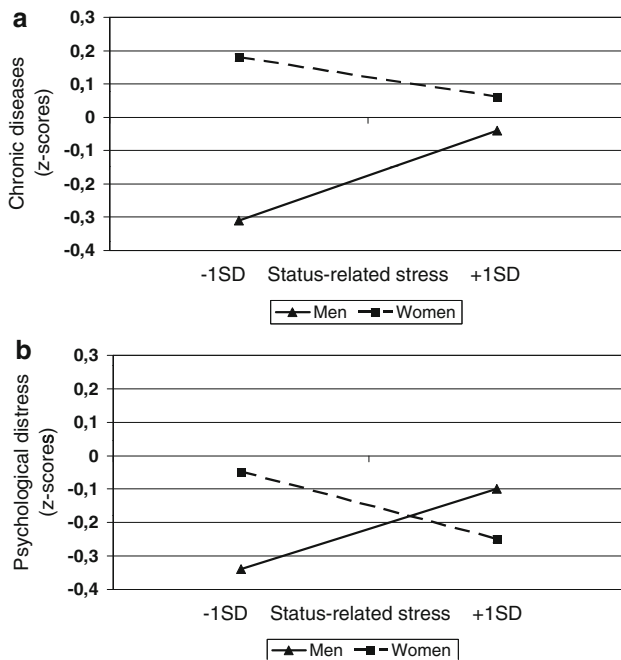 a
Chronic diseases
(z-scores)
0,3
0,2
0,1
0
-0,1
-0,2
-0,3
-0,4
-1SD Status-related stress +1SD
Men Women
b
Psychological distress
(z-scores)
0,3
0,2
0,1
0
-0,1
-0,2
-0,3
-0,4
-1SD Status-related stress +1SD
Men Women